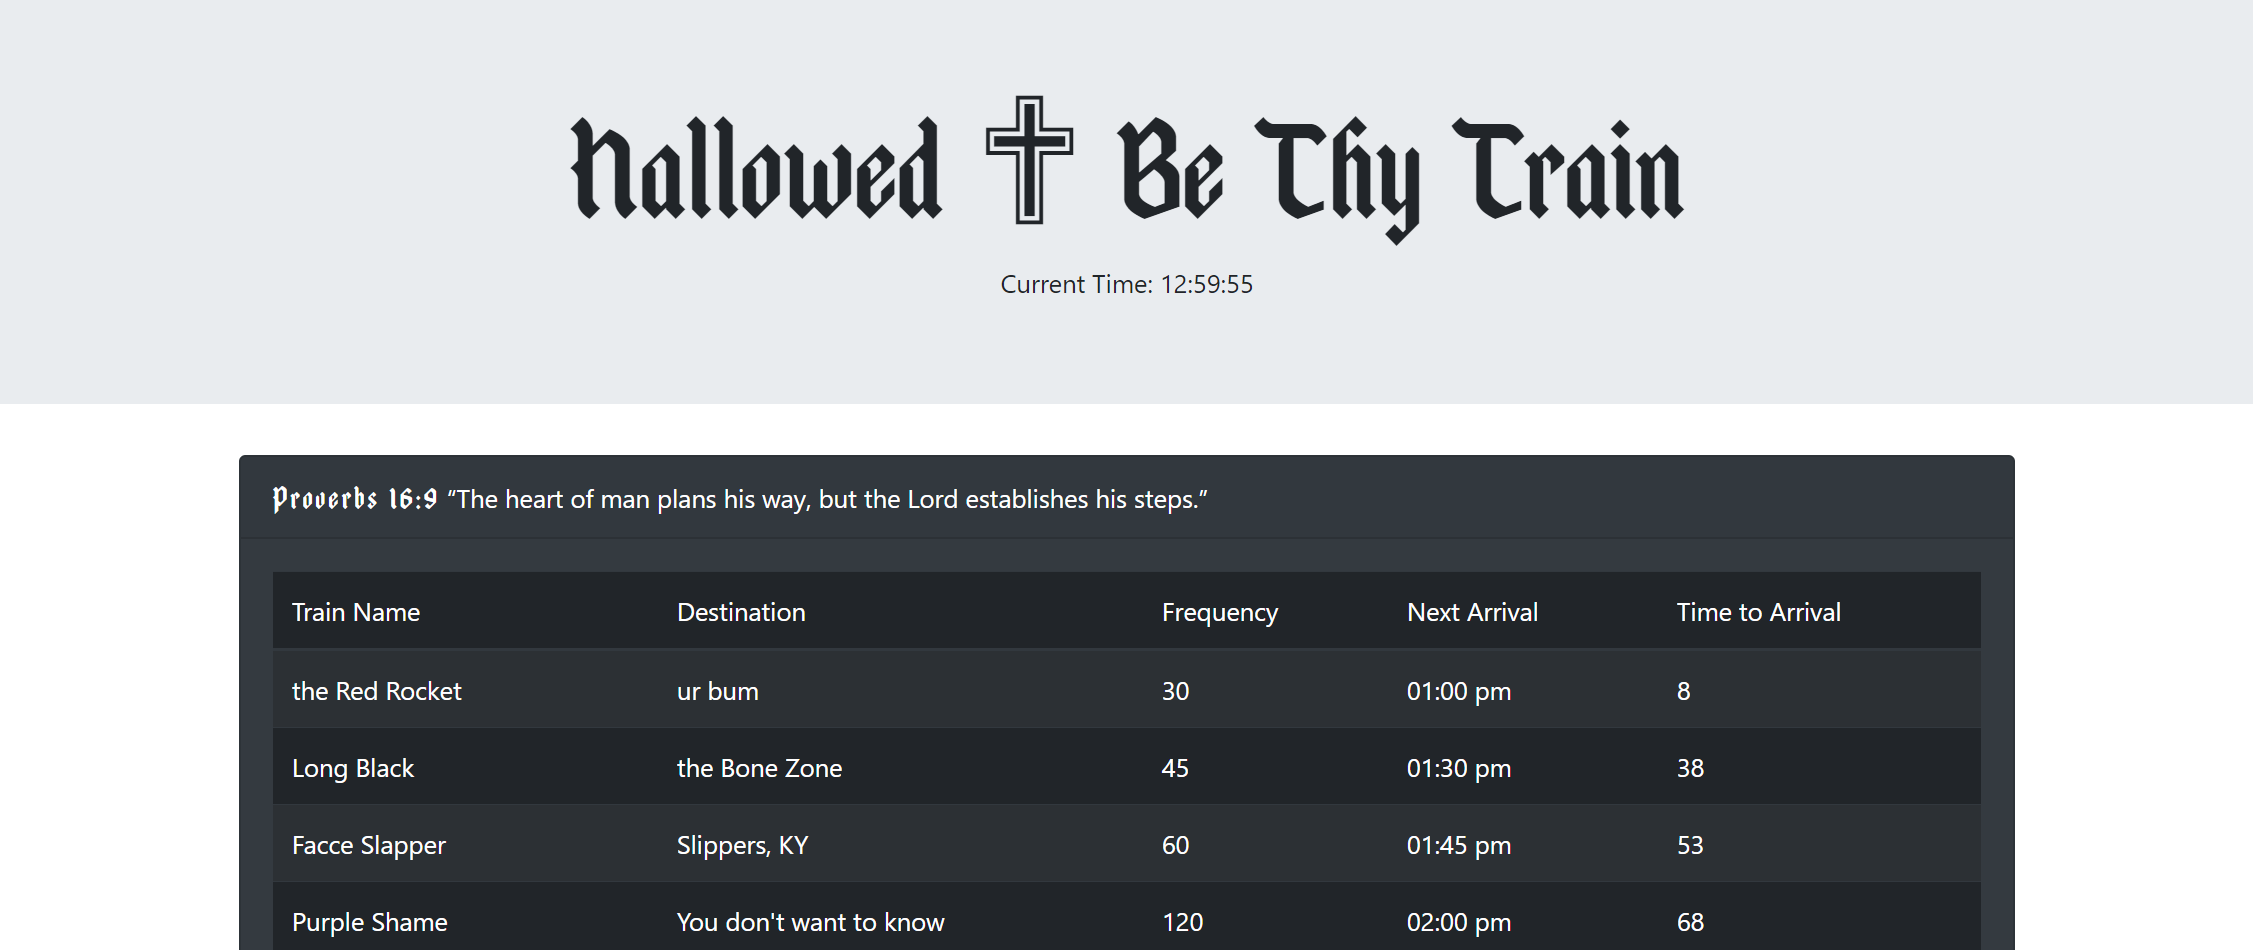 Hallowed ✝ Be Thy Train
Current Time: 12:59:55
Proverbs 16:9 “The heart of man plans his way, but the Lord establishes his steps.”
Train Name Destination Frequency Next Arrival Time to Arrival
the Red Rocket ur bum 30 01:00 pm 8
Long Black the Bone Zone 45 01:30 pm 38
Facce Slapper Slippers, KY 60 01:45 pm 53
Purple Shame You don't want to know 120 02:00 pm 68